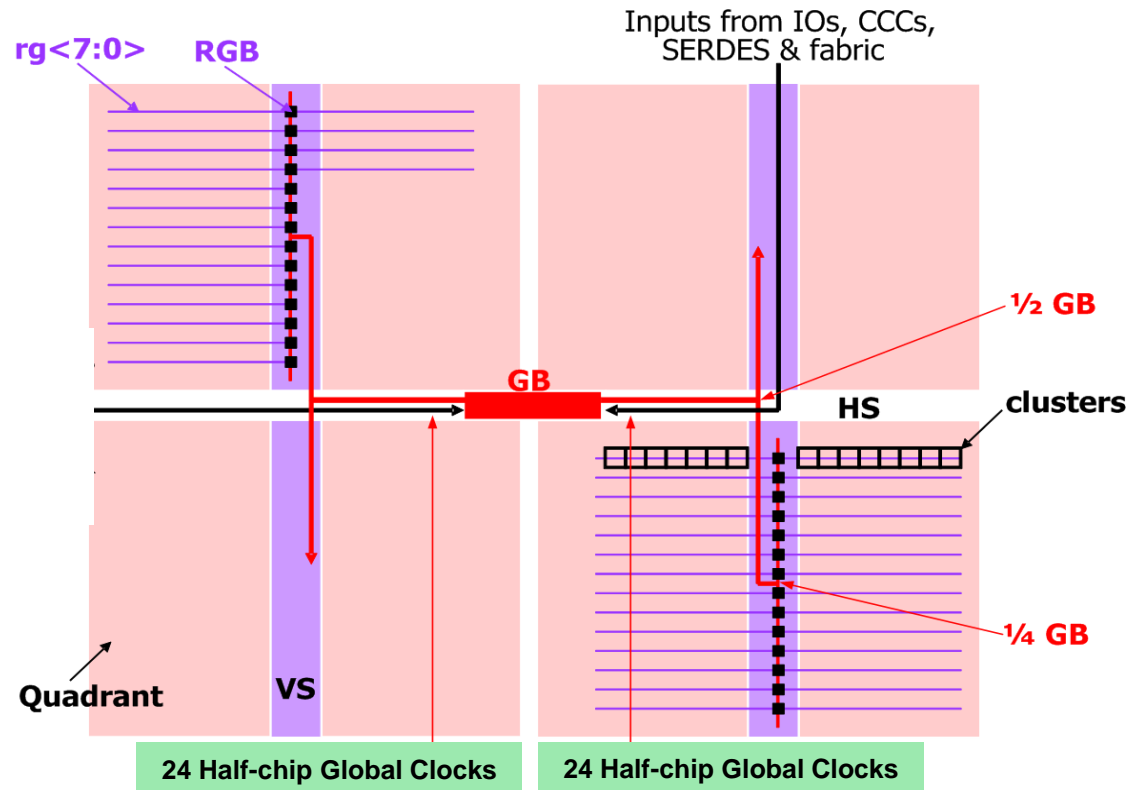 Inputs from IOs, CCCs,
SERDES & fabric
rg<7:0>
RGB
½ GB
GB
HS
clusters
¼ GB
Quadrant
VS
24 Half-chip Global Clocks
24 Half-chip Global Clocks